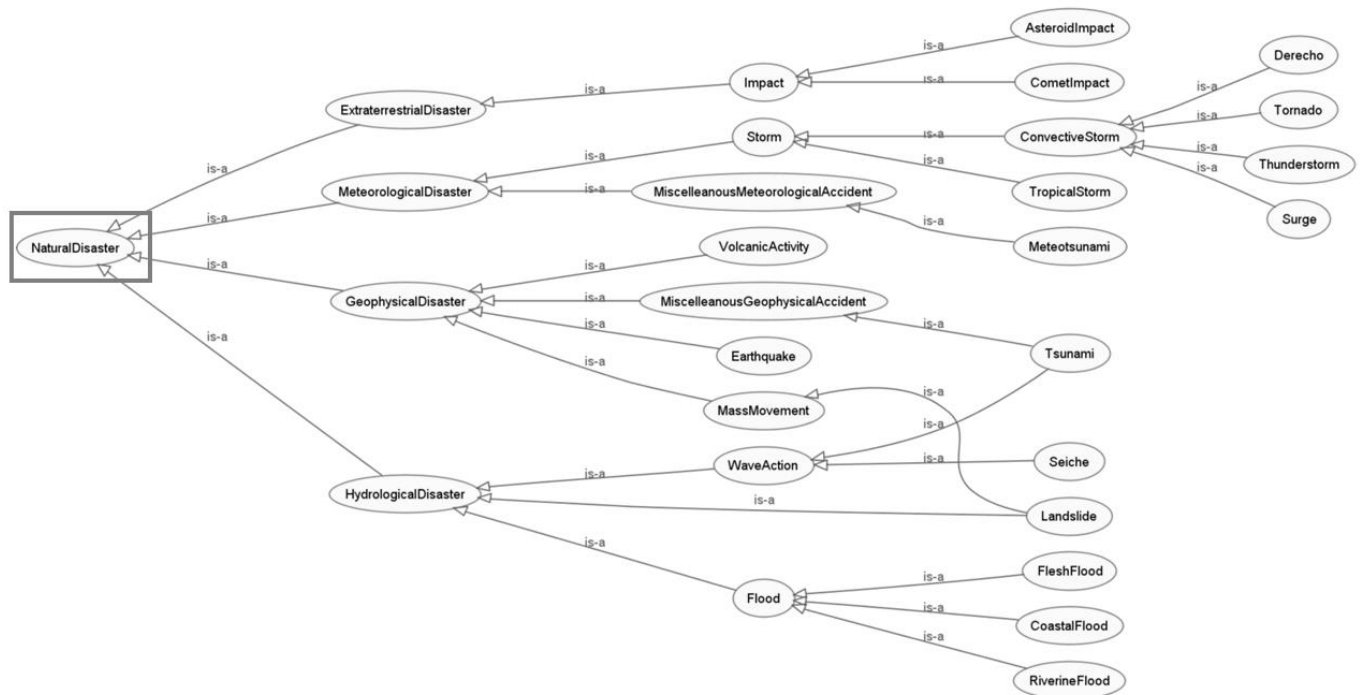 AsteroidImpact
is-a
Derecho
Impact
is-a
CometImpact
is-a
is-a
ExtraterrestrialDisaster
Tornado
is-a
Storm
is-a
ConvectiveStorm
is-a
Thunderstorm
is-a
is-a
is-a
is-a
MeteorologicalDisaster
is-a
MiscelleanousMeteorologicalAccident
TropicalStorm
Surge
is-a
is-a
NaturalDisaster
VolcanicActivity
Meteotsunami
is-a
is-a
GeophysicalDisaster
is-a
MiscelleanousGeophysicalAccident
is-a
is-a
is-a
Earthquake
Tsunami
is-a
is-a
MassMovement
is-a
WaveAction
is-a
Seiche
is-a
HydrologicalDisaster
is-a
Landslide
is-a
FleshFlood
is-a
Flood
is-a
CoastalFlood
is-a
RiverineFlood